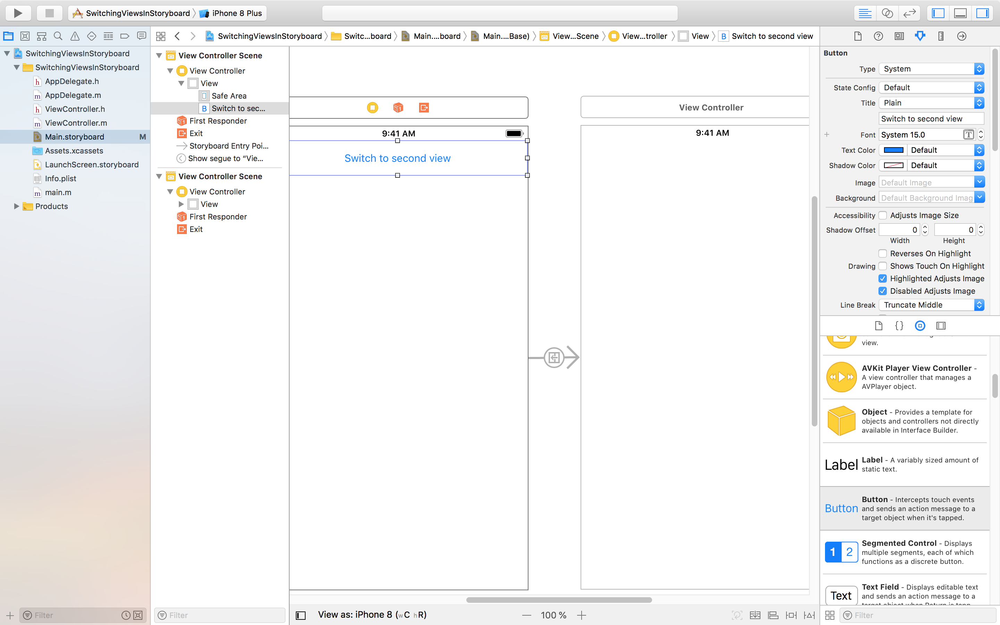 SwitchingViewsInStoryboard
iPhone 8 Plus
SwitchingViewsInStoryboard
Switc...board
Main....board
Main....Base)
View...Scene
View...troller
View
B
Switch to second view
SwitchingViewsInStoryboard
SwitchingViewsInStoryboard
h AppDelegate.h
m AppDelegate.m
h ViewController.h
m ViewController.m
Main.storyboard M
Assets.xcassets
LaunchScreen.storyboard
Info.plist
m main.m
Products
Filter
View Controller Scene
View Controller
View
Safe Area
B Switch to sec...
First Responder
Exit
Storyboard Entry Poi...
Show segue to “Vie...
View Controller Scene
View Controller
View
First Responder
Exit
Filter
9:41 AM
Switch to second view
View Controller
9:41 AM
View as: iPhone 8 (wC hR)
100 %
Button
Type System
State Config Default
Title Plain
Switch to second view
Font System 15.0 T
Text Color Default
Shadow Color Default
Image Default Image
Background Default Background Imag
Accessibility Adjusts Image Size
Shadow Offset 0 0
Width Height
Reverses On Highlight
Drawing Shows Touch On Highlight
Highlighted Adjusts Image
Disabled Adjusts Image
Line Break Truncate Middle
{}
view.
AVKit Player View Controller -
A view controller that manages a
AVPlayer object.
Object - Provides a template for
objects and controllers not directly
available in Interface Builder.
Label
Label - A variably sized amount of
static text.
Button
Button - Intercepts touch events
and sends an action message to a
target object when it's tapped.
1 2
Segmented Control - Displays
multiple segments, each of which
functions as a discrete button.
Text
Text Field - Displays editable text
and sends an action message to a
target object when Return is tapp
Filter